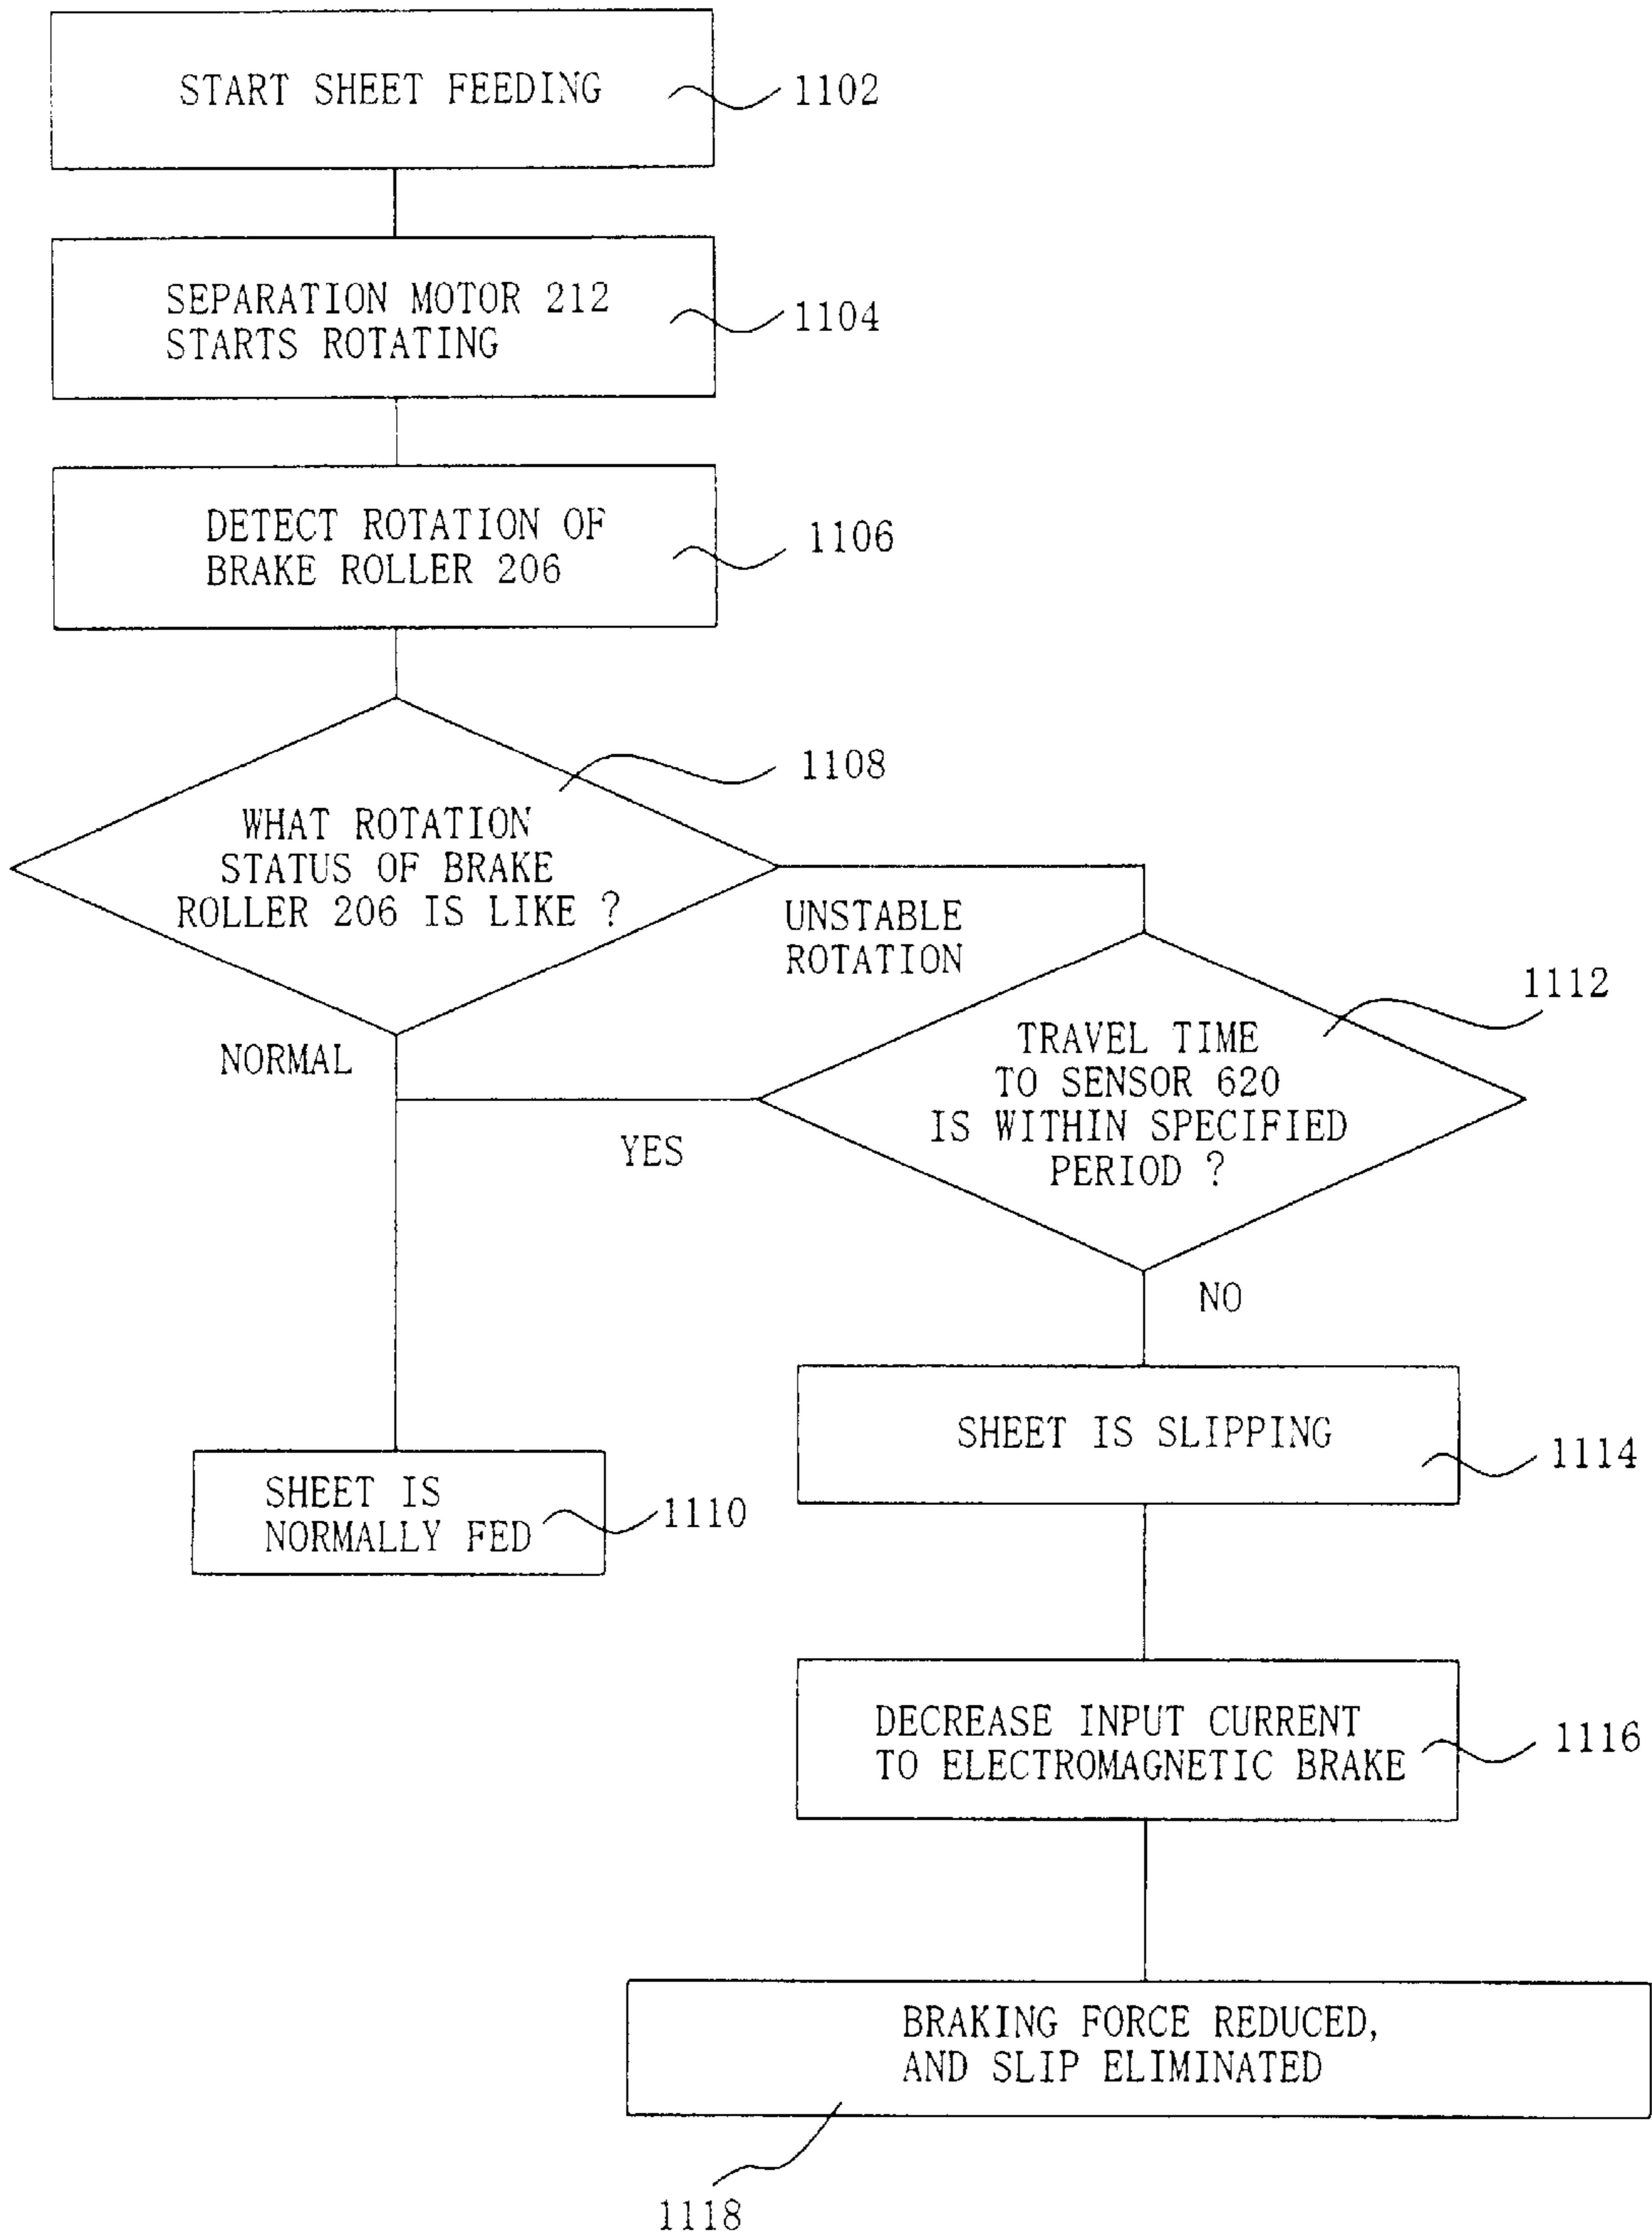 START SHEET FEEDING
1102
SEPARATION MOTOR 212
STARTS ROTATING
1104
DETECT ROTATION OF
BRAKE ROLLER 206
1106
1108
WHAT ROTATION
STATUS OF BRAKE
ROLLER 206 IS LIKE ?
UNSTABLE
ROTATION
NORMAL
1112
TRAVEL TIME
TO SENSOR 620
IS WITHIN SPECIFIED
PERIOD ?
YES
NO
SHEET IS SLIPPING
1114
SHEET IS
NORMALLY FED
1110
DECREASE INPUT CURRENT
TO ELECTROMAGNETIC BRAKE
1116
BRAKING FORCE REDUCED,
AND SLIP ELIMINATED
1118